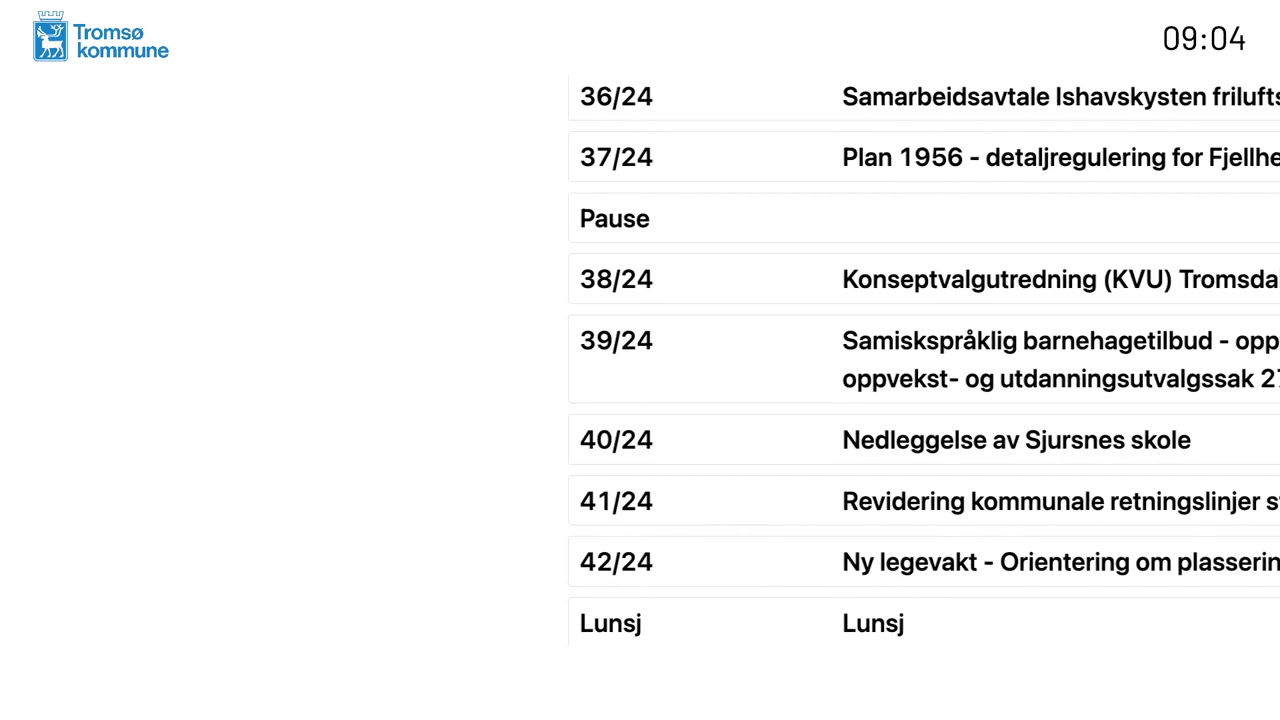 Tromsø
kommune
09:04
36/24 Samarbeidsavtale Ishavskysten
37/24 Plan 1956 - detaljregulering for
Pause
38/24 Konseptvalgutredning (KVU)
39/24 Samiskspråklig barnehagetilbud -
oppvekst- og utdanningsutvalgssak
40/24 Nedleggelse av Sjursnes skole
41/24 Revidering kommunale retningslinjer
42/24 Ny legevakt - Orientering om
Lunsj Lunsj